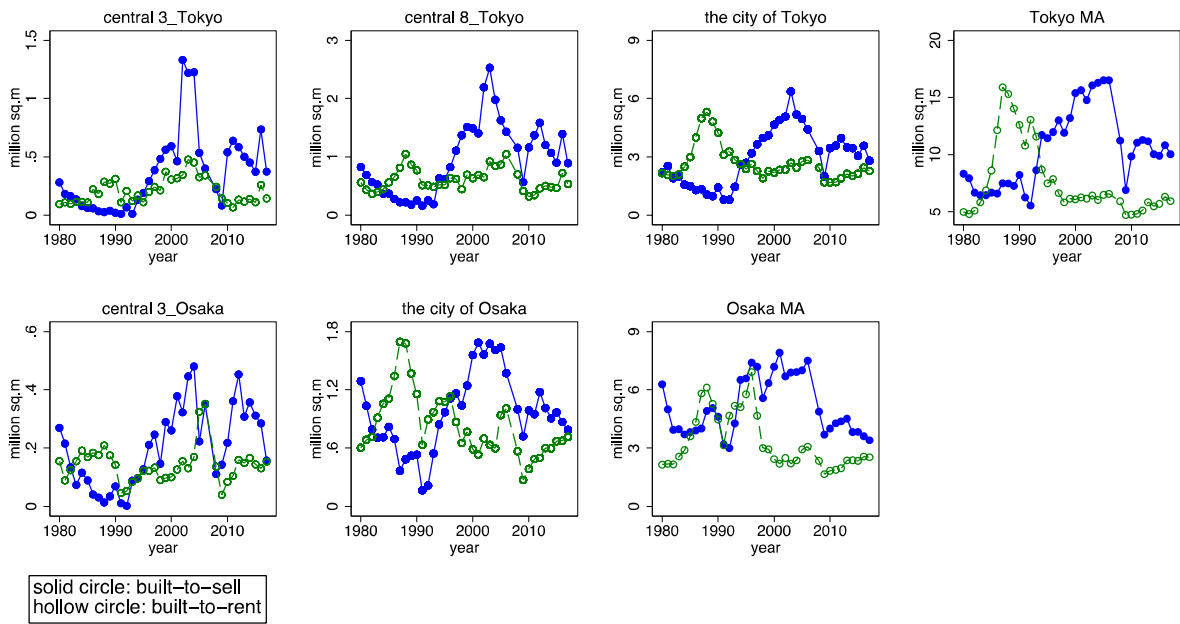 central 3_Tokyo
million sq.m
0 .5 1 1.5
1980 1990 2000 2010
year
central 8_Tokyo
million sq.m
0 1 2 3
1980 1990 2000 2010
year
the city of Tokyo
million sq.m
0 3 6 9
1980 1990 2000 2010
year
Tokyo MA
million sq.m
5 10 15 20
1980 1990 2000 2010
year
central 3_Osaka
million sq.m
0 .2 .4 .6
1980 1990 2000 2010
year
the city of Osaka
million sq.m
0 .6 1.2 1.8
1980 1990 2000 2010
year
Osaka MA
million sq.m
0 3 6 9
1980 1990 2000 2010
year
solid circle: built−to−sell
hollow circle: built−to−rent